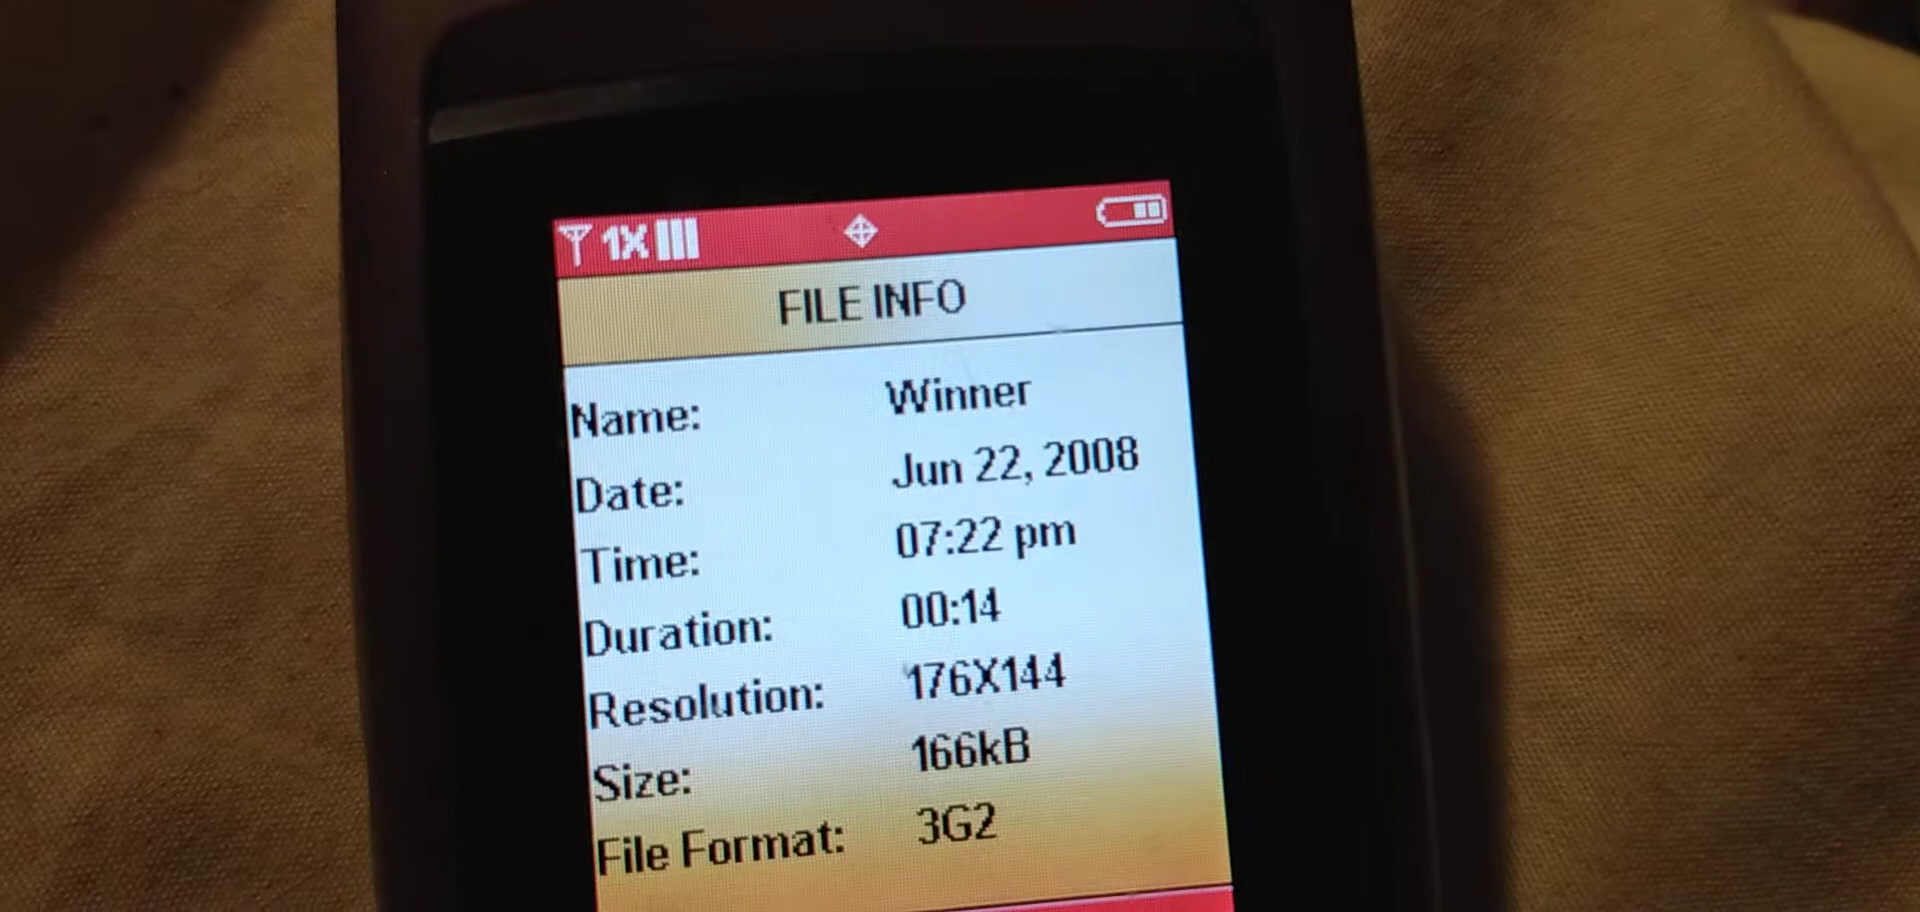 1X
FILE INFO
Name: Winner
Date: Jun 22, 2008
Time: 07:22 pm
Duration: 00:14
Resolution: 176X144
Size: 166kB
File Format: 3G2